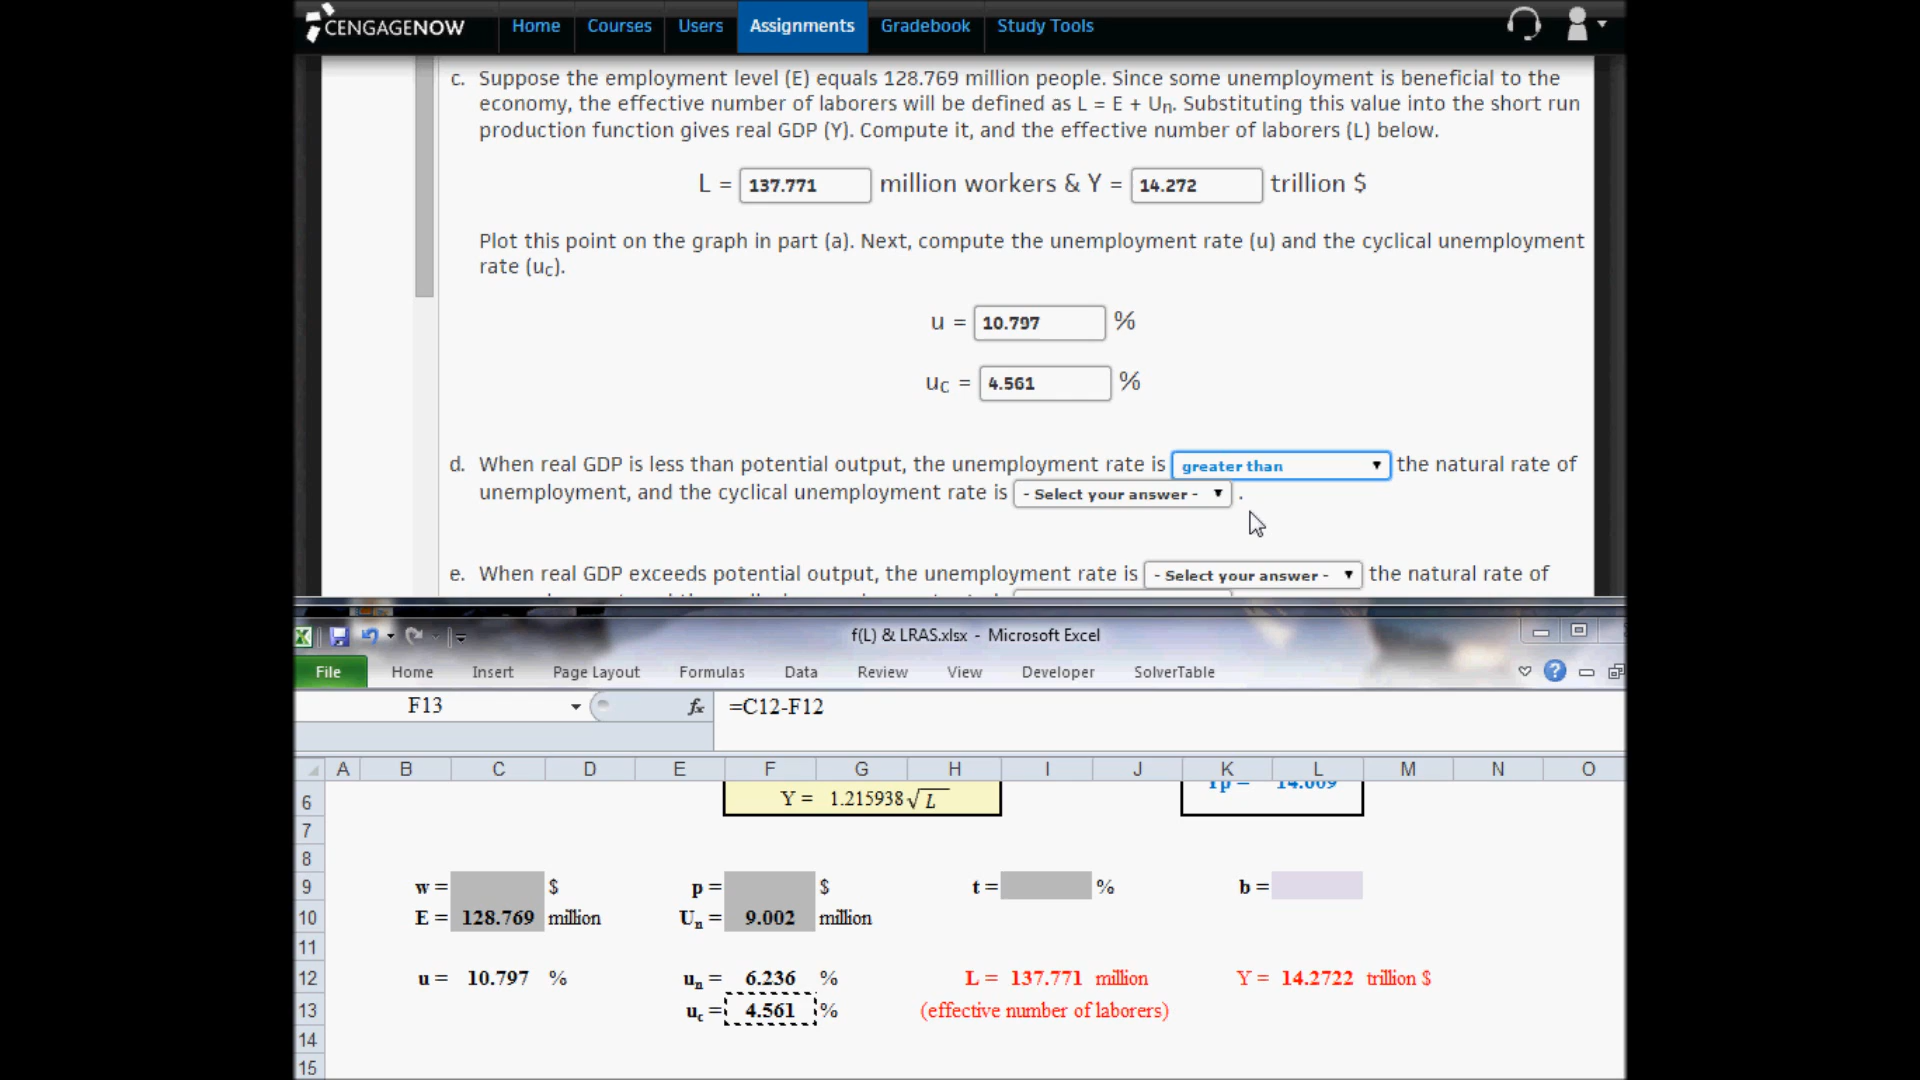 CENGAGENOW Home Courses Users Assignments Gradebook Study Tools
c. Suppose the employment level (E) equals 128.769 million people. Since some unemployment is beneficial to the
economy, the effective number of laborers will be defined as L = E + Un. Substituting this value into the short run
production function gives real GDP (Y). Compute it, and the effective number of laborers (L) below.
L = 137.771 million workers & Y = 14.272 trillion $
Plot this point on the graph in part (a). Next, compute the unemployment rate (u) and the cyclical unemployment
rate (uc).
u = 10.797 %
uc = 4.561 %
d. When real GDP is less than potential output, the unemployment rate is greater than the natural rate of
unemployment, and the cyclical unemployment rate is - Select your answer - .
e. When real GDP exceeds potential output, the unemployment rate is - Select your answer - the natural rate of
f(L) & LRAS.xlsx - Microsoft Excel
File Home Insert Page Layout Formulas Data Review View Developer SolverTable
F13 fx =C12-F12
A B C D E F G H I J K L M N O
6 Y = 1.215938√L
7
8
9 w = $ p = $ t = % b =
10 E = 128.769 million Un = 9.002 million
11
12 u = 10.797 % un = 6.236 % L = 137.771 million Y = 14.2722 trillion $
13 uc = 4.561 % (effective number of laborers)
14
15